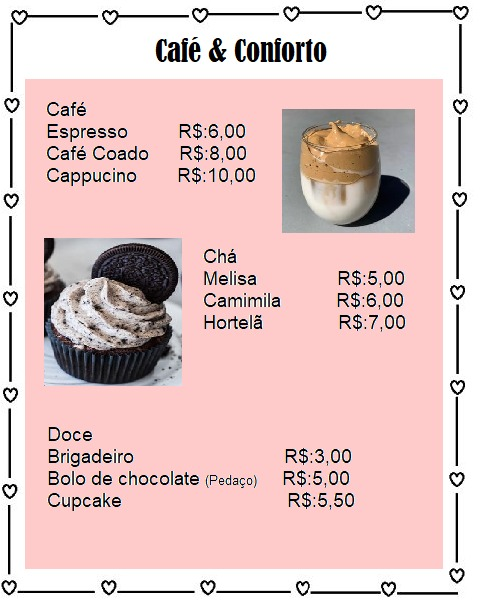 Café & Conforto
Café
Espresso R$:6,00
Café Coado R$:8,00
Cappucino R$:10,00
Chá
Melisa R$:5,00
Camimila R$:6,00
Hortelã R$:7,00
Doce
Brigadeiro R$:3,00
Bolo de chocolate (Pedaço) R$:5,00
Cupcake R$:5,50